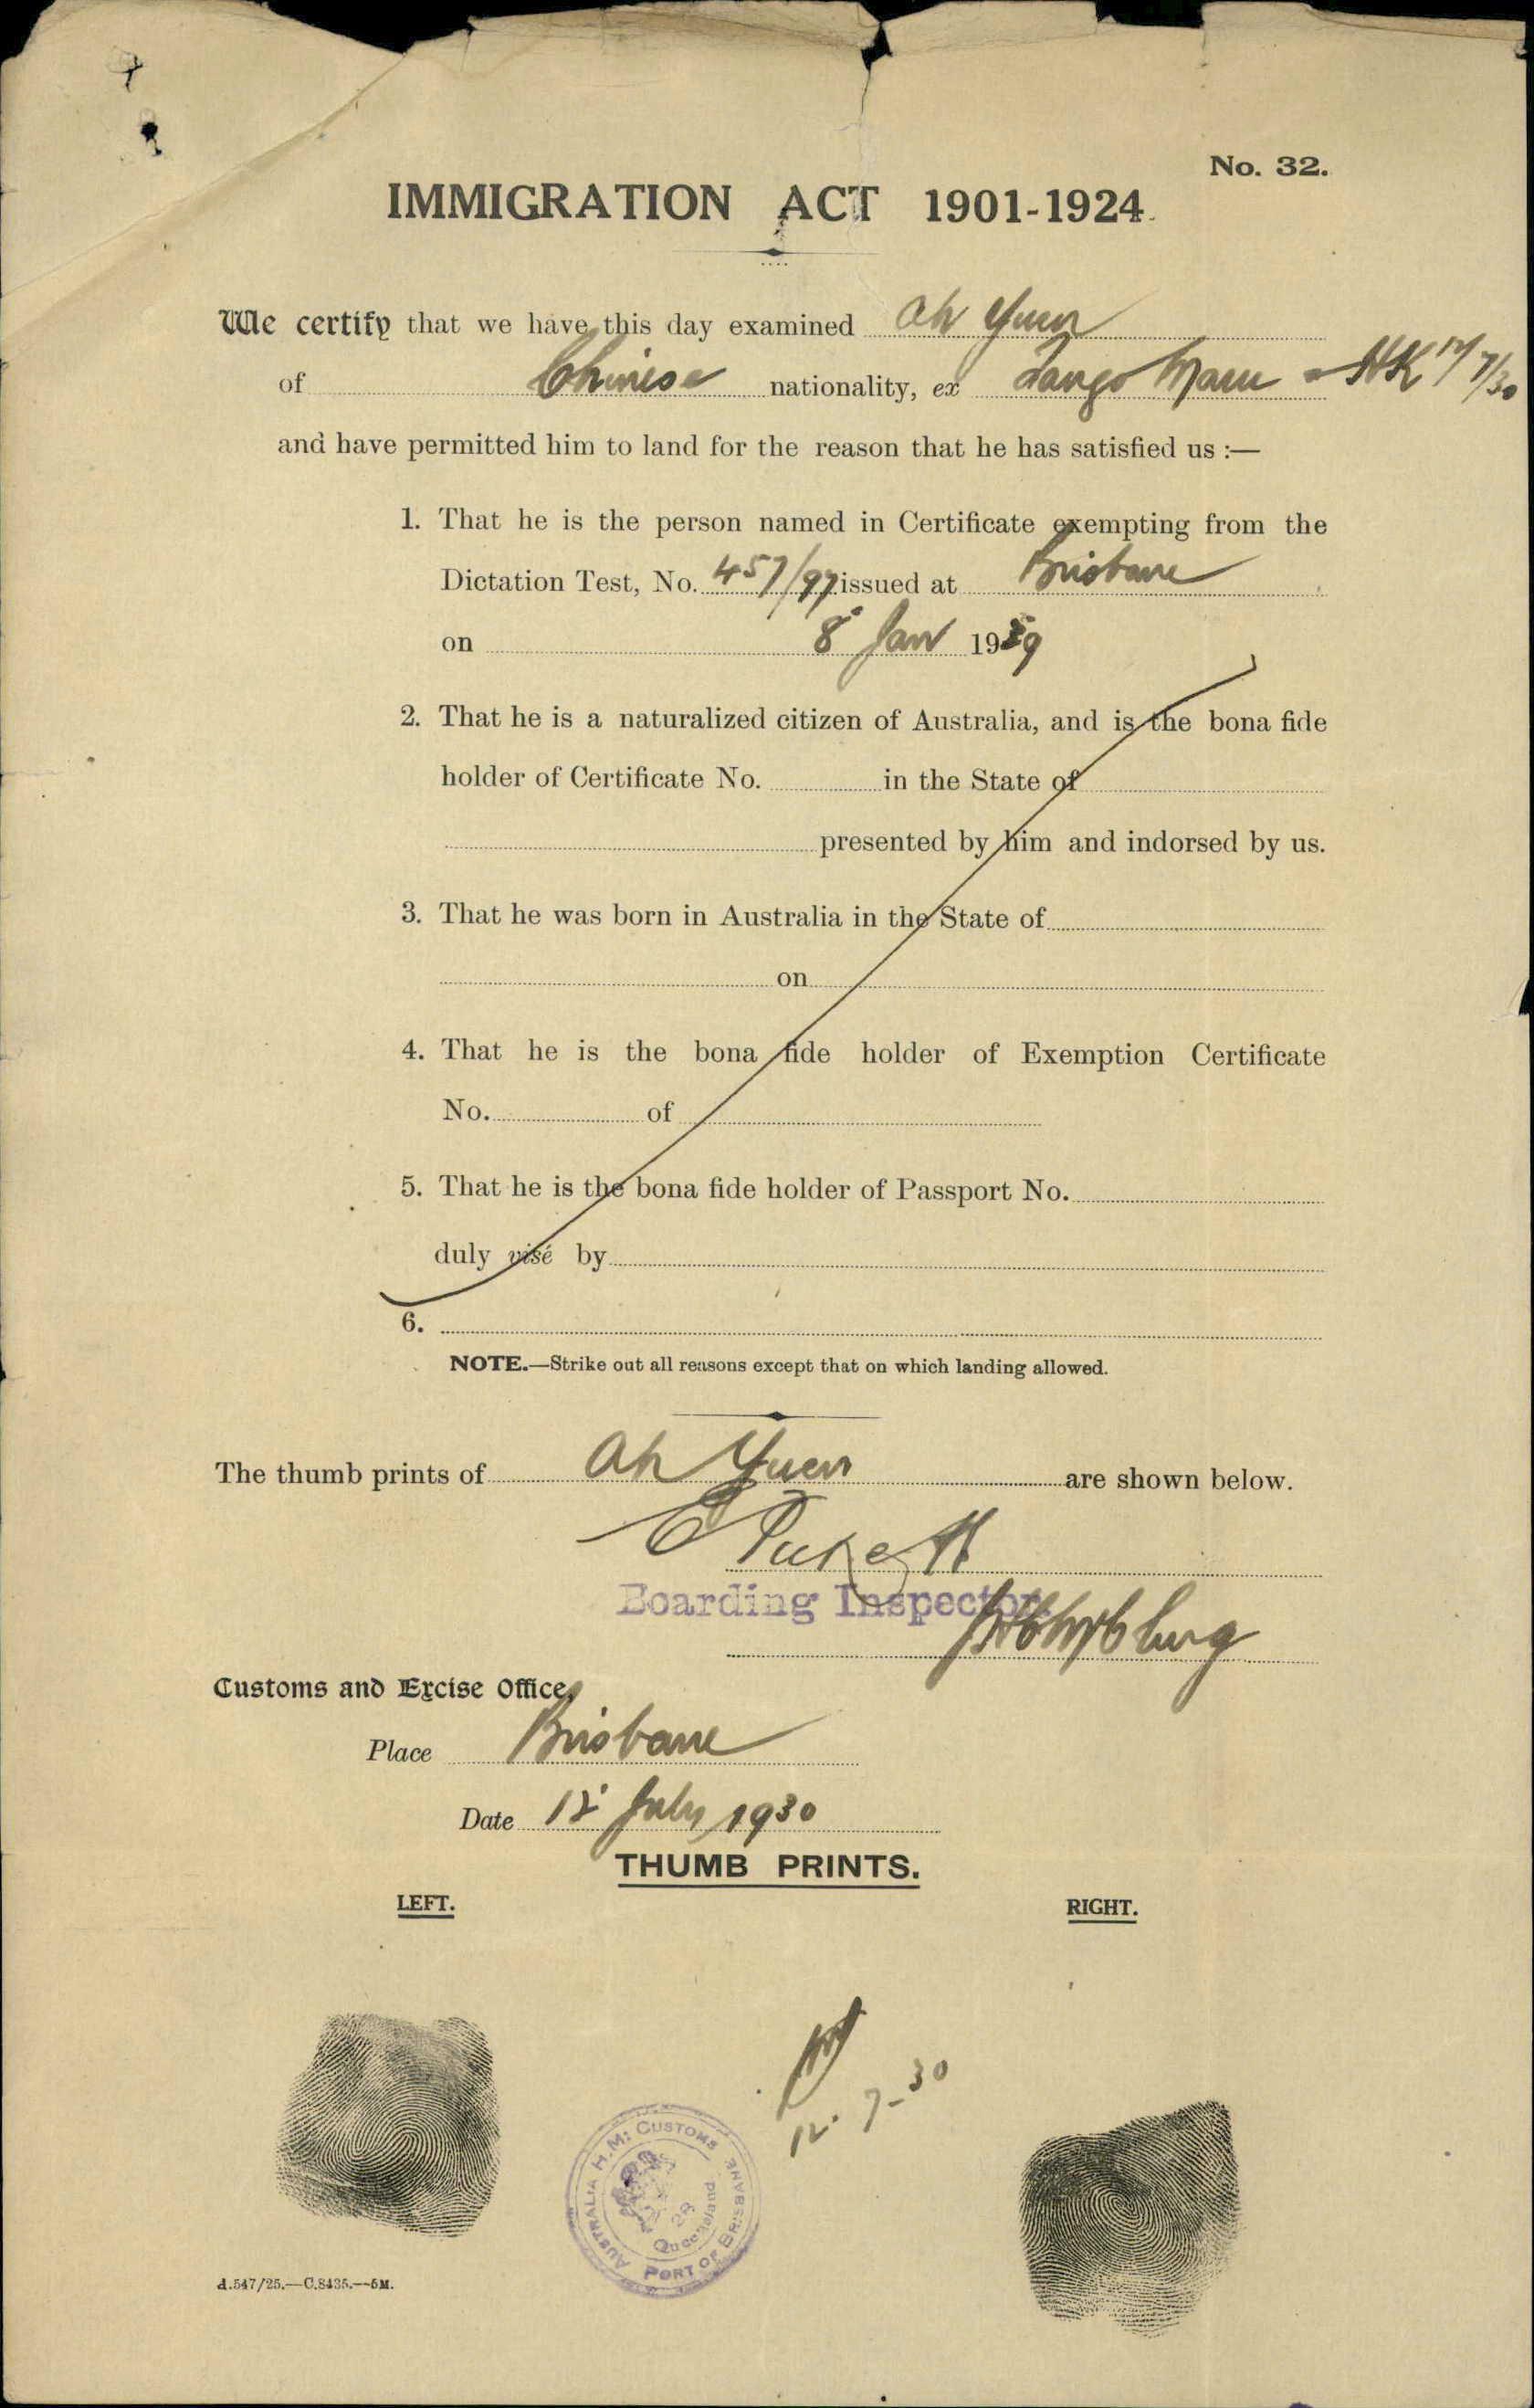 No. 32.
IMMIGRATION ACT 1901-1924.
We certify that we have this day examined Ah Yuen
of Chinese nationality, ex Tango Maru HK 12/7/30
and have permitted him to land for the reason that he has satisfied us :—
1. That he is the person named in Certificate exempting from the
Dictation Test, No. 457/97 issued at Brisbane
on 8 Jan 1929
2. That he is a naturalized citizen of Australia, and is the bona fide
holder of Certificate No. in the State of
presented by him and indorsed by us.
3. That he was born in Australia in the State of
on
4. That he is the bona fide holder of Exemption Certificate
No. of
5. That he is the bona fide holder of Passport No.
duly visé by
6.
NOTE.—Strike out all reasons except that on which landing allowed.
The thumb prints of Ah Yuen are shown below.
Boarding Inspector.
Customs and Excise Office,
Place Brisbane
Date 12 July 1930
THUMB PRINTS.
LEFT. RIGHT.
12. 7-30
AUSTRALIA H.M. CUSTOMS
28
Queensland
PORT OF BRISBANE
A.547/25.—C.8435.—5M.